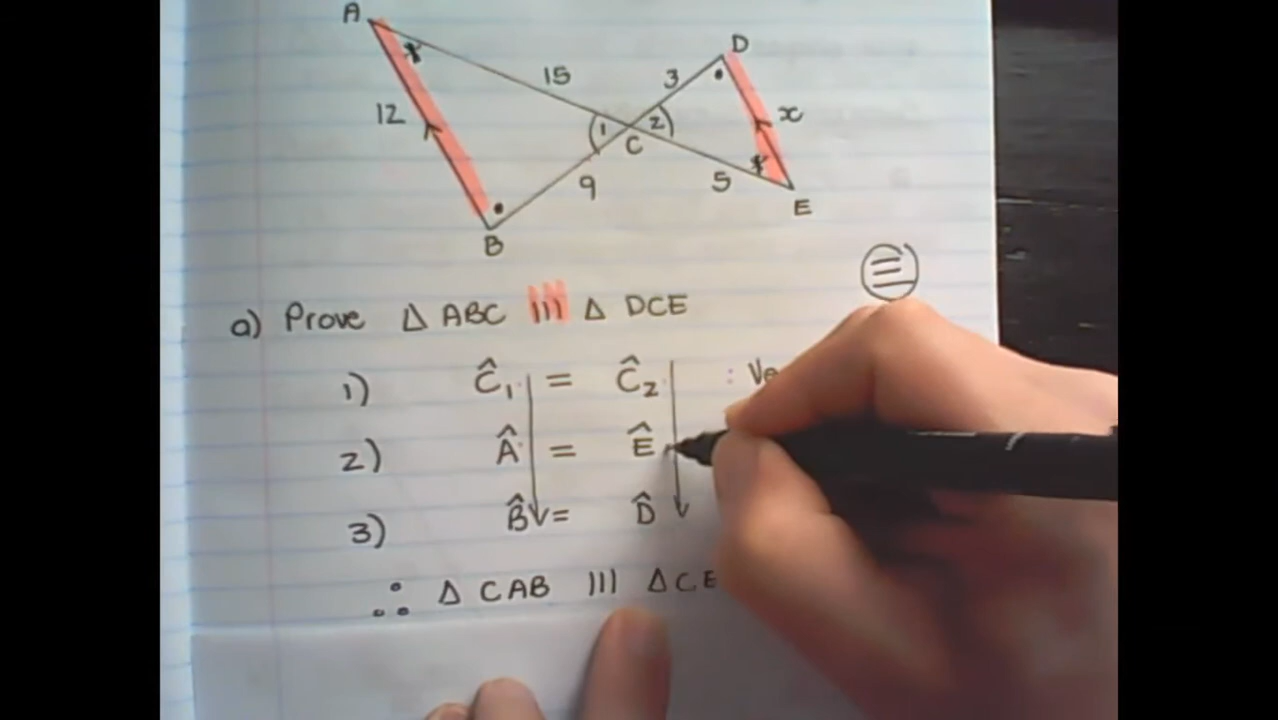 A
D
15
3
12
x
1
2
C
9
5
E
B
a) Prove Δ ABC ||| Δ DCE
1) Ĉ₁ = Ĉ₂ :
2) Â = Ê
3) B̂ = D̂
∴ Δ CAB ||| Δ CE